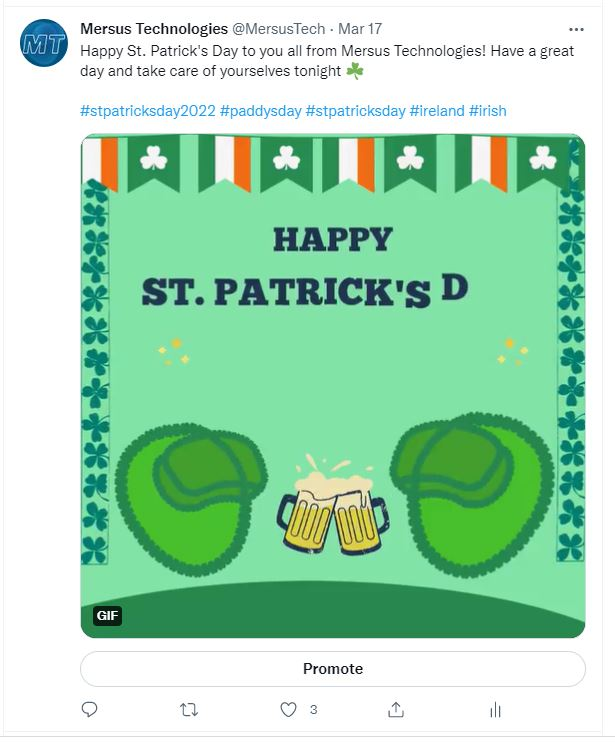 MT
Mersus Technologies @MersusTech · Mar 17
Happy St. Patrick's Day to you all from Mersus Technologies! Have a great
day and take care of yourselves tonight ☘️
#stpatricksday2022 #paddysday #stpatricksday #ireland #irish
HAPPY
ST. PATRICK'S D
GIF
Promote
3